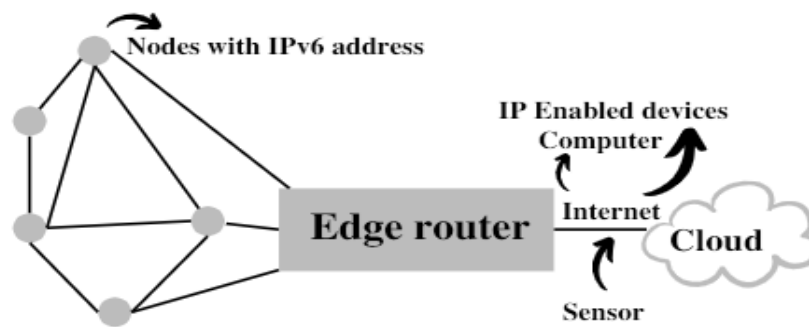 Nodes with IPv6 address
IP Enabled devices
Computer
Edge router
Internet
Cloud
Sensor